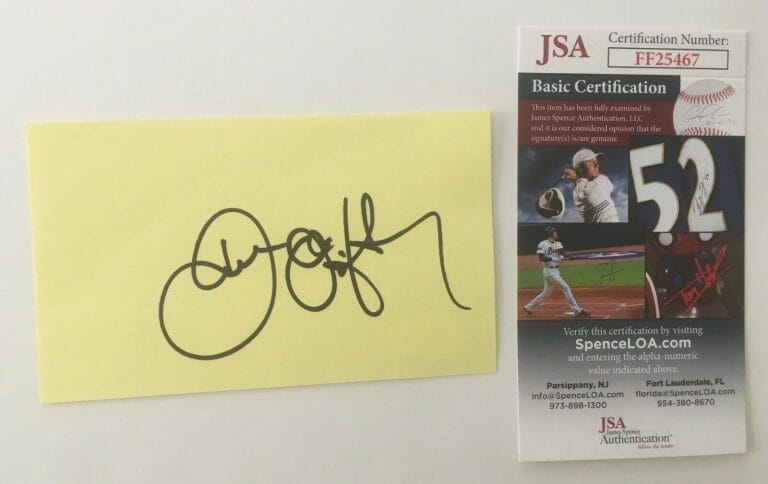 JSA
Certification Number:
FF25467
Basic Certification
This item has been fully examined by
James Spence Authentication, LLC
and it is our considered opinion that the
signature(s) is/are genuine.
52
Verify this certification by visiting
SpenceLOA.com
and entering the alpha-numeric
value indicated above.
Parsippany, NJ
info@SpenceLOA.com
973-898-1300
Fort Lauderdale, FL
florida@SpenceLOA.com
954-380-8670
JSA
James Spence
Authentication
follow the leader